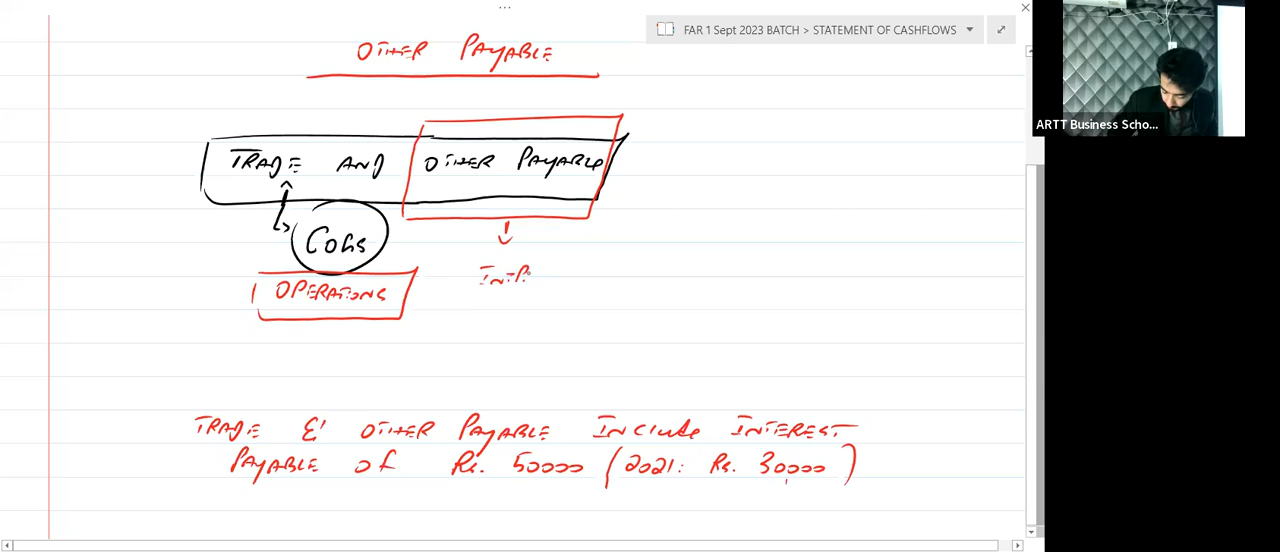 FAR 1 Sept 2023 BATCH > STATEMENT OF CASHFLOWS
OTHER PAYABLE
TRADE AND OTHER PAYABLE
COGS
OPERATIONS
INT.P
TRADE & OTHER PAYABLE INCLUDE INTEREST
PAYABLE OF Rs. 50000 (2021: Rs. 30000)
ARTT Business Scho...